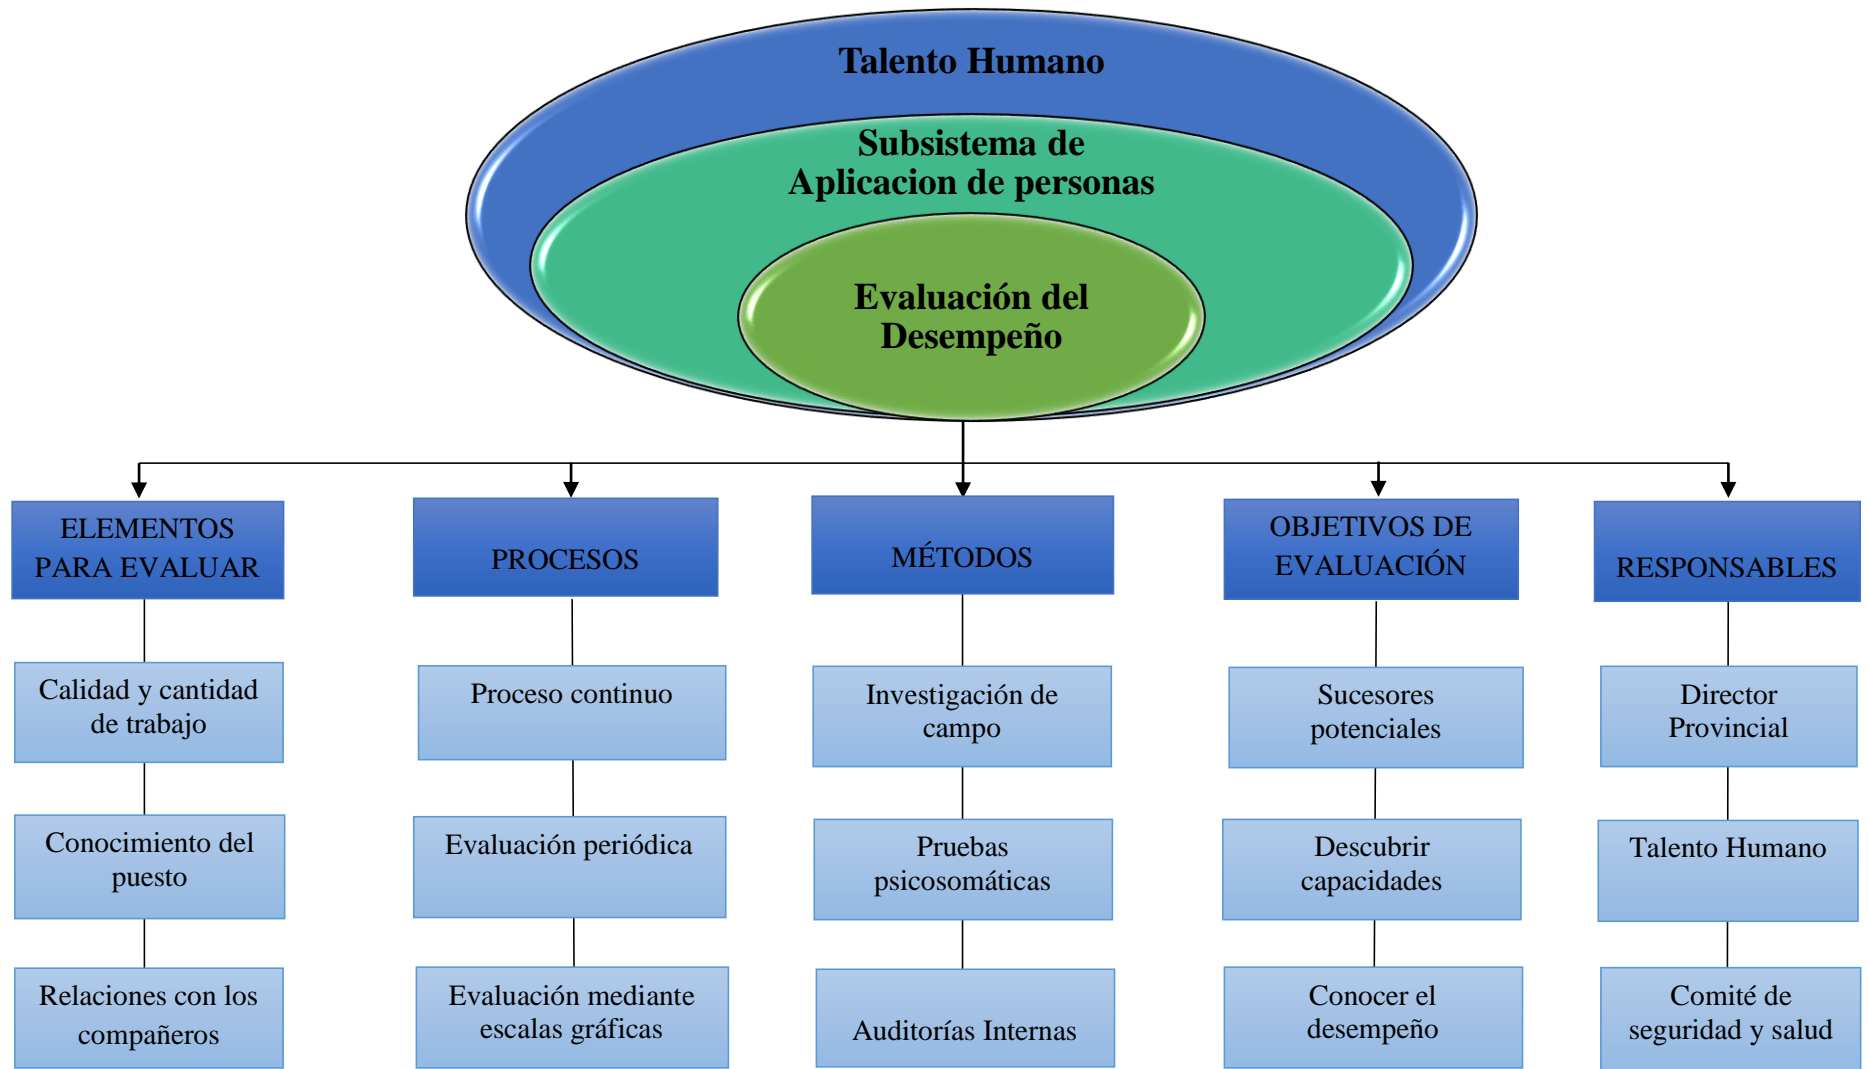 Talento Humano
Subsistema de
Aplicacion de personas
Evaluación del
Desempeño
ELEMENTOS
PARA EVALUAR
PROCESOS
MÉTODOS
OBJETIVOS DE
EVALUACIÓN
RESPONSABLES
Calidad y cantidad
de trabajo
Proceso continuo
Investigación de
campo
Sucesores
potenciales
Director
Provincial
Conocimiento del
puesto
Evaluación periódica
Pruebas
psicosomáticas
Descubrir
capacidades
Talento Humano
Relaciones con los
compañeros
Evaluación mediante
escalas gráficas
Auditorías Internas
Conocer el
desempeño
Comité de
seguridad y salud